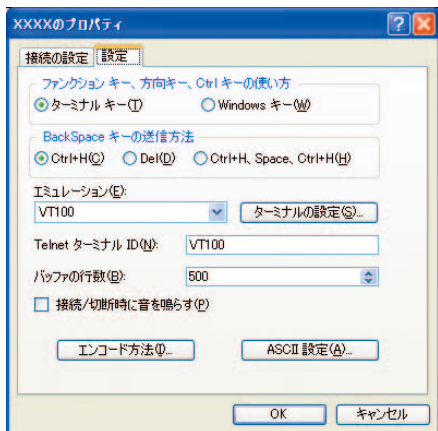 XXXXのプロパティ
接続の設定 設定
ファンクション キー、方向キー、Ctrl キーの使い方
ターミナル キー(T) Windows キー(W)
BackSpace キーの送信方法
Ctrl+H(C) Del(D) Ctrl+H、Space、Ctrl+H(H)
エミュレーション(E):
VT100 ターミナルの設定(S)...
Telnet ターミナル ID(N): VT100
バッファの行数(B): 500
接続/切断時に音を鳴らす(P)
エンコード方法(I)... ASCII 設定(A)...
OK キャンセル